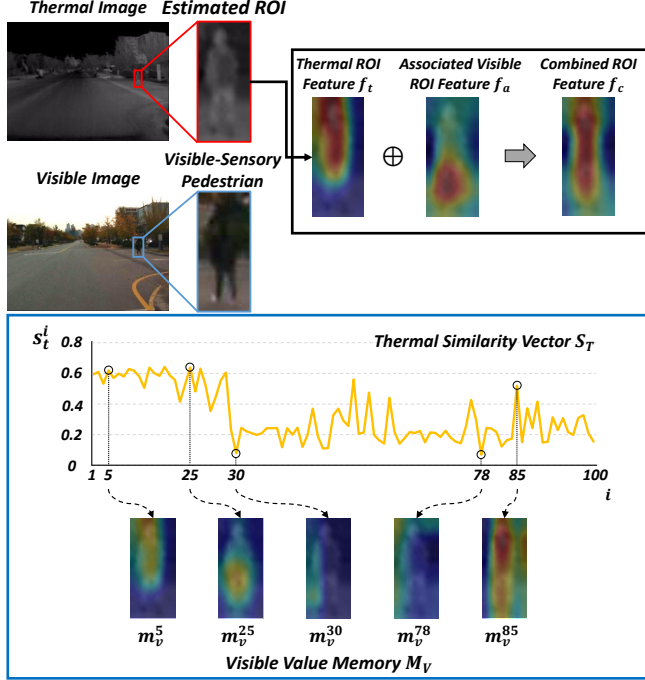 Thermal Image
Estimated ROI
Visible Image
Visible-Sensory
Pedestrian
Thermal ROI
Feature f_t
Associated Visible
ROI Feature f_a
Combined ROI
Feature f_c
⊕
s_t^i
Thermal Similarity Vector S_T
0.8
0.6
0.4
0.2
0
1 5 25 30 78 85 100
i
m_v^5 m_v^25 m_v^30 m_v^78 m_v^85
Visible Value Memory M_V